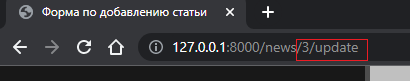 Форма по добавлению статьи
127.0.0.1:8000/news/3/update